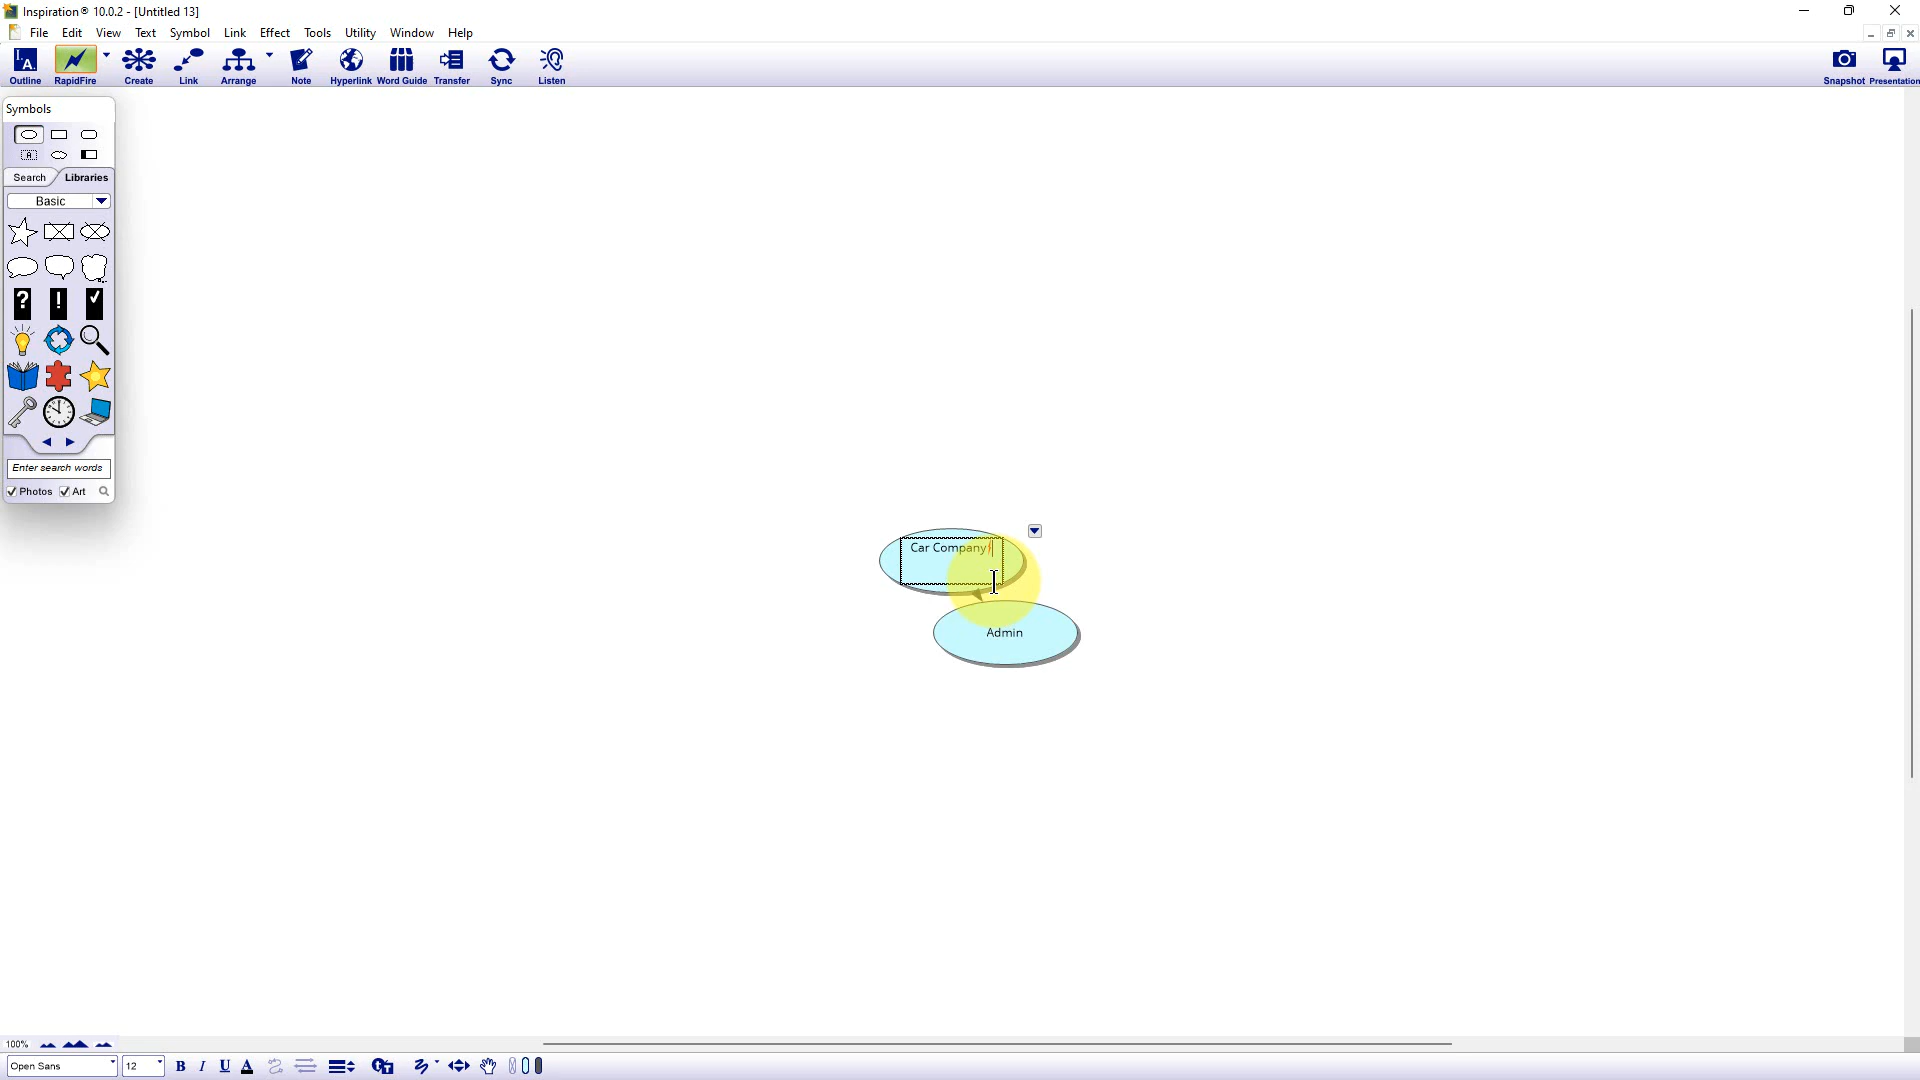 Inspiration® 10.0.2 - [Untitled 13]
File Edit View Text Symbol Link Effect Tools Utility Window Help
Outline RapidFire Create Link Arrange Note Hyperlink Word Guide Transfer Sync Listen Snapshot Presentation
Symbols
A
Search Libraries
Basic
? !
Enter search words
Photos Art
Car Company
Admin
100%
Open Sans 12 B I U A